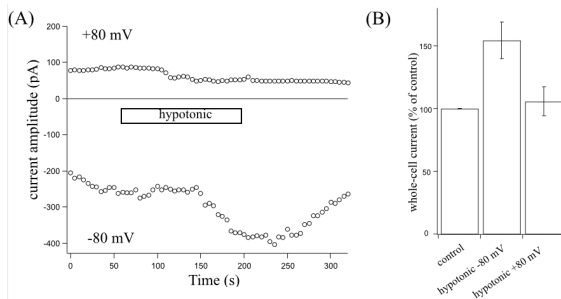 (A)
+80 mV
200
100
0
-100
-200
-300
-400
current amplitude (pA)
hypotonic
-80 mV
0
50
100
150
200
250
300
Time (s)
(B)
150
100
50
0
whole-cell current (% of control)
control
hypotonic -80 mV
hypotonic +80 mV